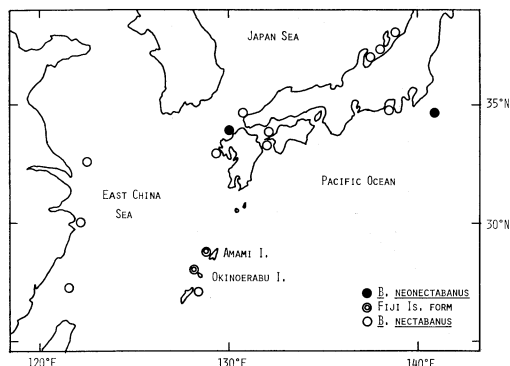 JAPAN SEA
35°N
PACIFIC OCEAN
EAST CHINA
SEA
30°N
AMAMI I.
OKINOERABU I.
B. NEONECTABANUS
FIJI IS. FORM
B. NECTABANUS
120°E
130°E
140°E